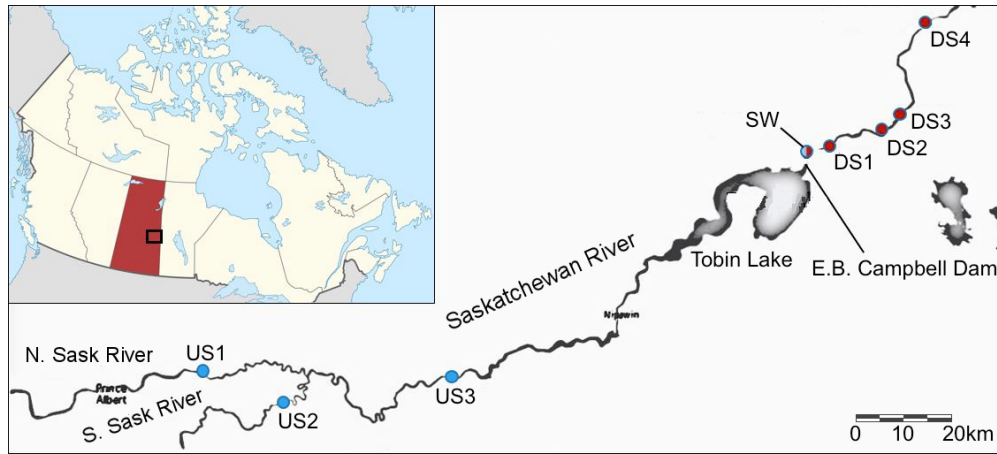 DS4
SW
DS3
DS2
DS1
Tobin Lake
E.B. Campbell Dam
Saskatchewan River
Nipawin
N. Sask River
US1
Prince
Albert
US3
S. Sask River
US2
0 10 20km